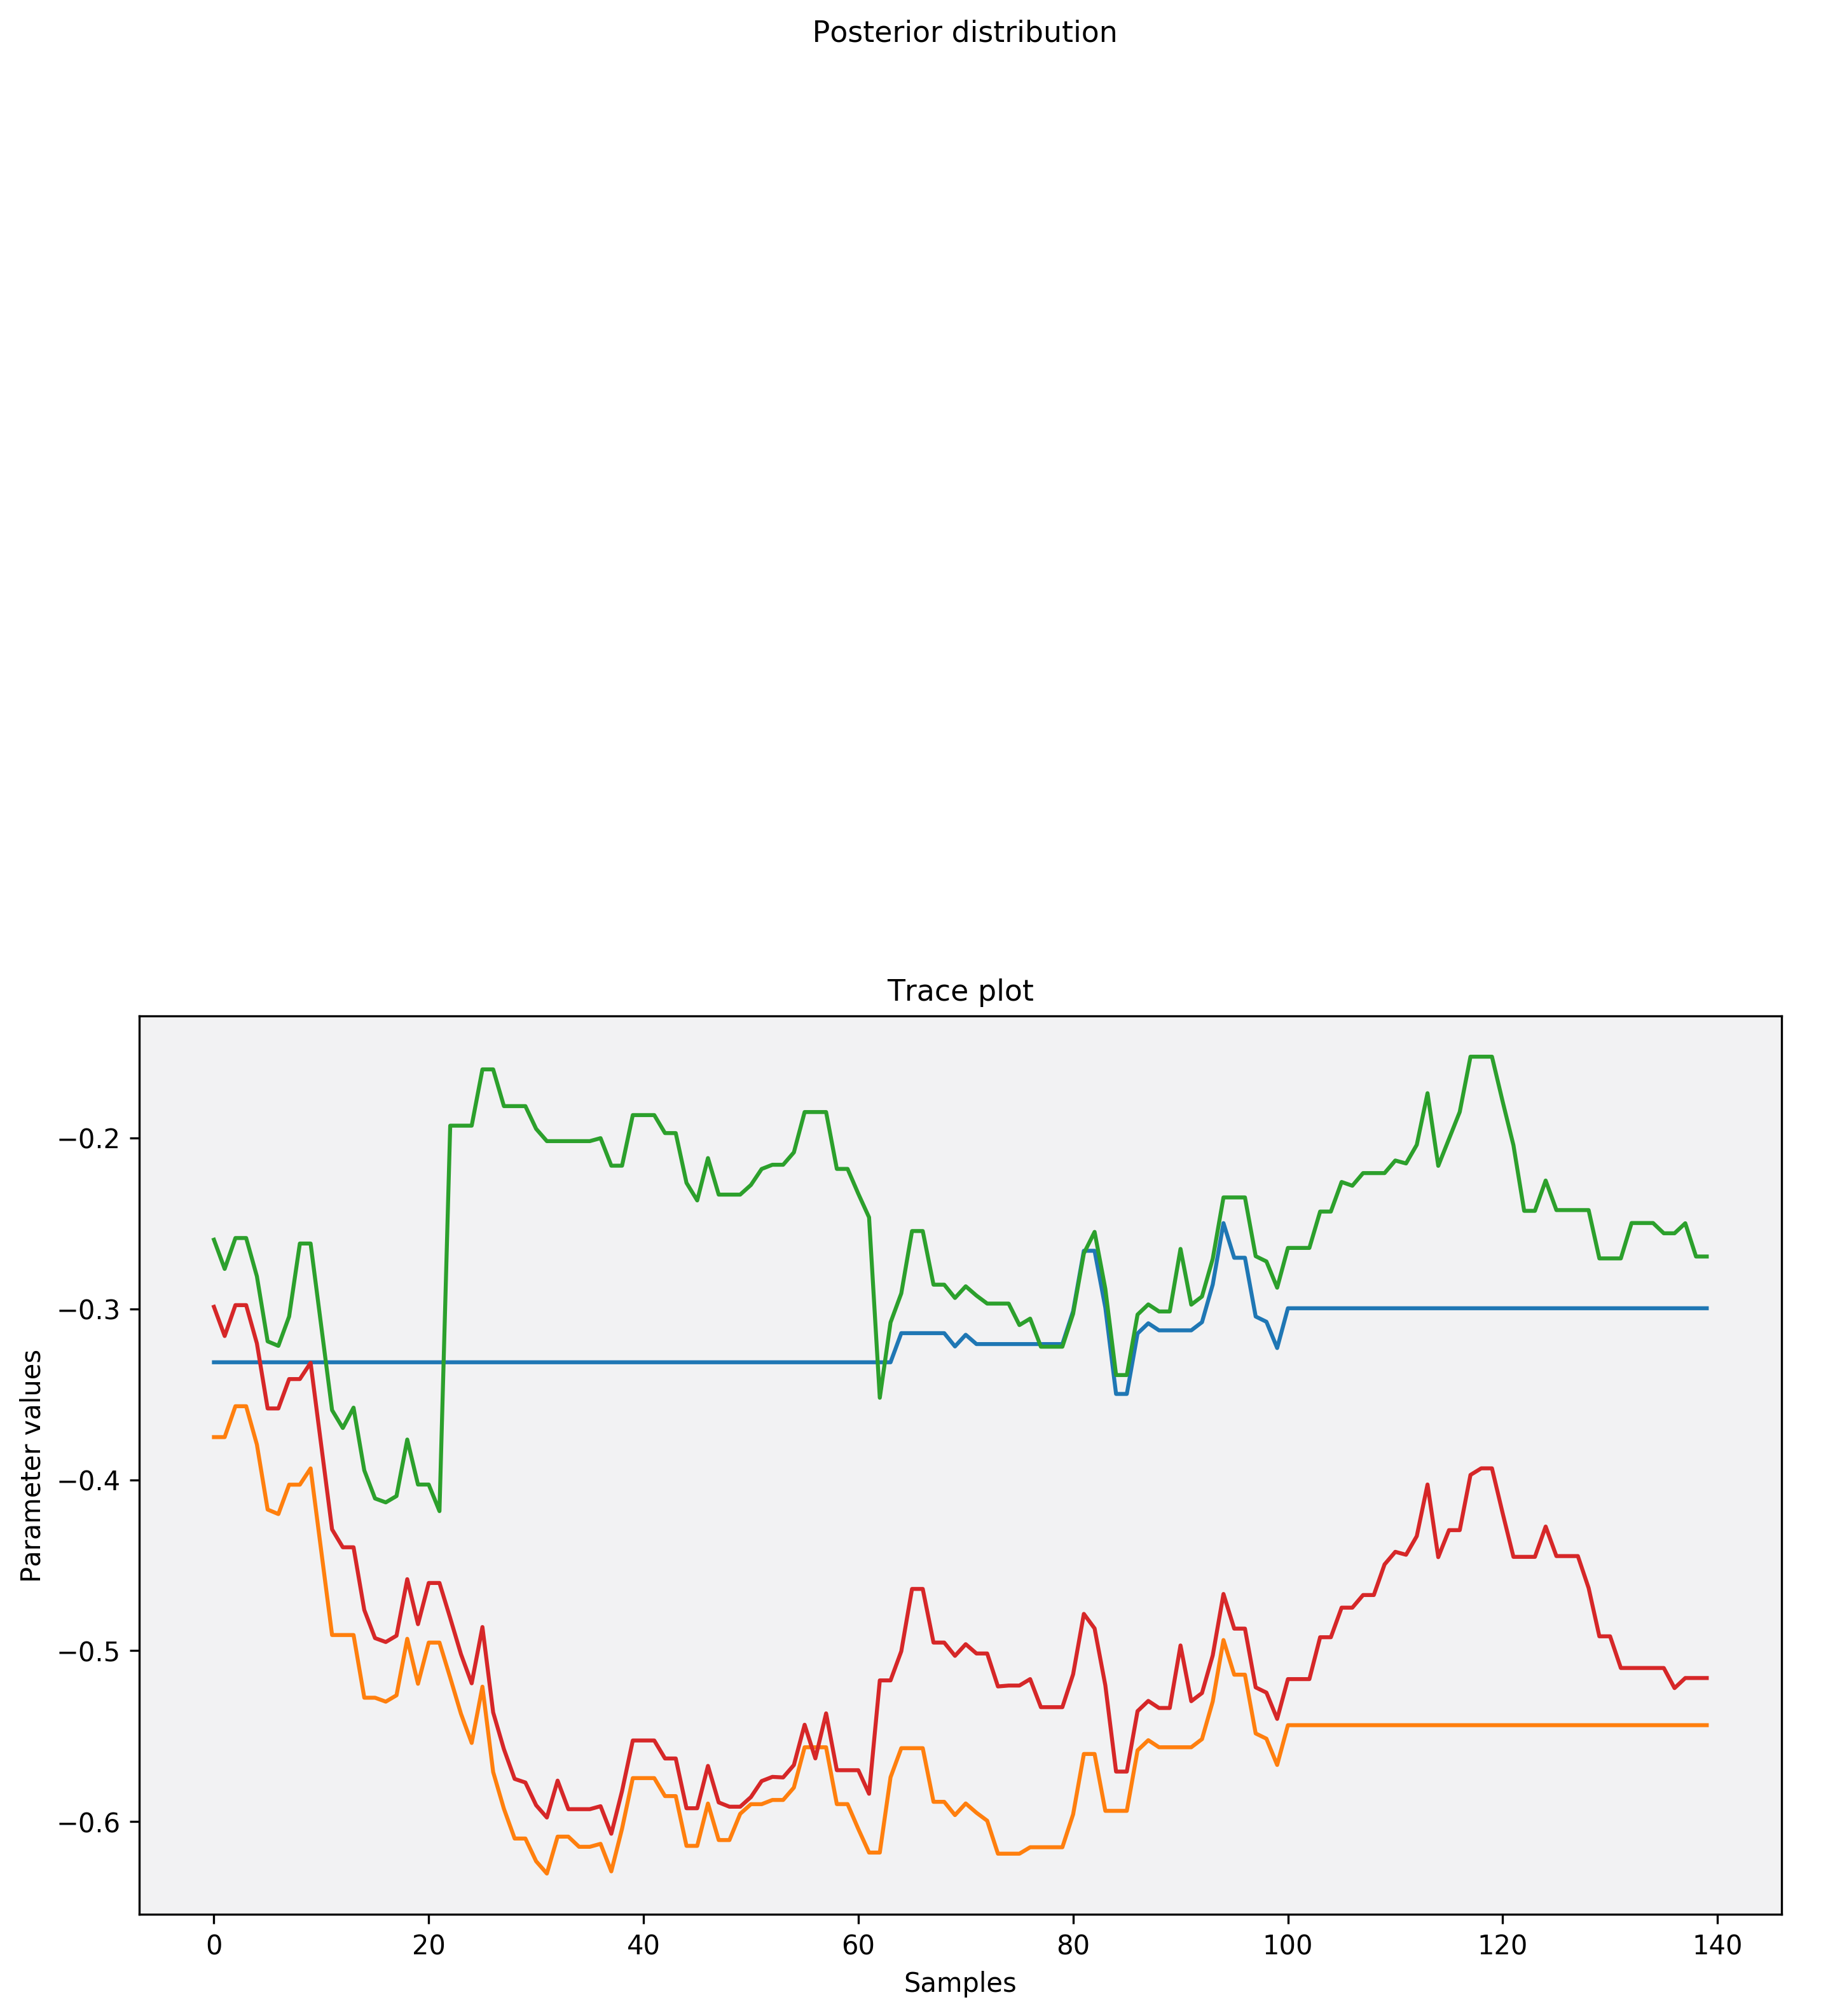 Posterior distribution
Trace plot
−0.2
−0.3
−0.4
−0.5
−0.6
Parameter values
0 20 40 60 80 100 120 140
Samples